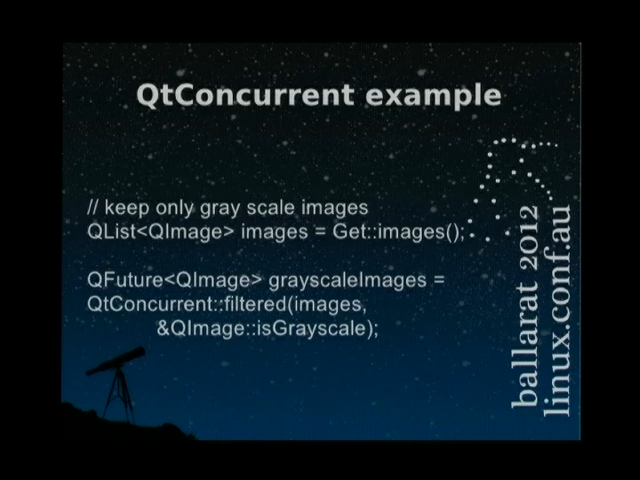 QtConcurrent example
// keep only gray scale images
QList<QImage> images = Get::images();
QFuture<QImage> grayscaleImages =
QtConcurrent::filtered(images,
&QImage::isGrayscale);
ballarat 2012
linux.conf.au